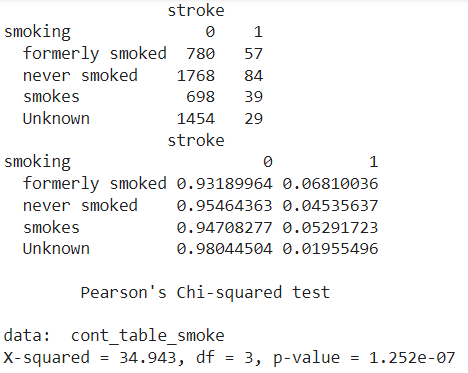 stroke
smoking 0 1
formerly smoked 780 57
never smoked 1768 84
smokes 698 39
Unknown 1454 29
stroke
smoking 0 1
formerly smoked 0.93189964 0.06810036
never smoked 0.95464363 0.04535637
smokes 0.94708277 0.05291723
Unknown 0.98044504 0.01955496
Pearson's Chi-squared test
data: cont_table_smoke
X-squared = 34.943, df = 3, p-value = 1.252e-07